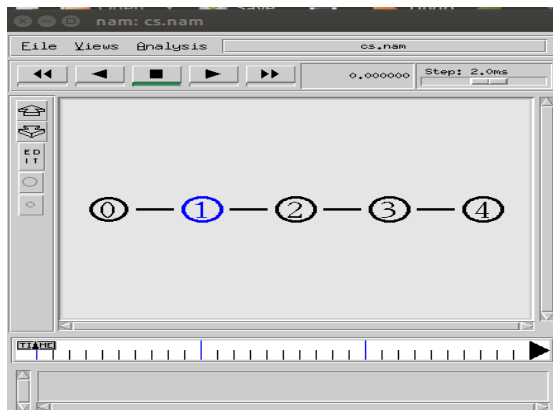 nam: cs.nam
File Views Analysis cs.nam
0.000000 Step: 2.0ms
ED
IT
0 1 2 3 4
TIME